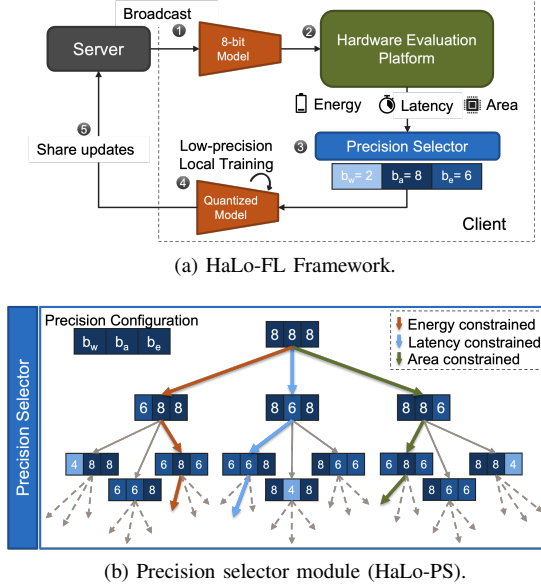 Broadcast
Server
1
8-bit
Model
2
Hardware Evaluation
Platform
Energy
Latency
Area
3
Precision Selector
b_w= 2
b_a= 8
b_e= 6
5
Share updates
Low-precision
Local Training
4
Quantized
Model
Client
(a) HaLo-FL Framework.
Precision Selector
Precision Configuration
b_w b_a b_e
Energy constrained
Latency constrained
Area constrained
8 8 8
6 8 8
8 6 8
8 8 6
4 8 8
6 8 6
6 6 8
8 6 6
6 8 6
8 8 4
6 6 8
8 4 8
8 6 6
(b) Precision selector module (HaLo-PS).